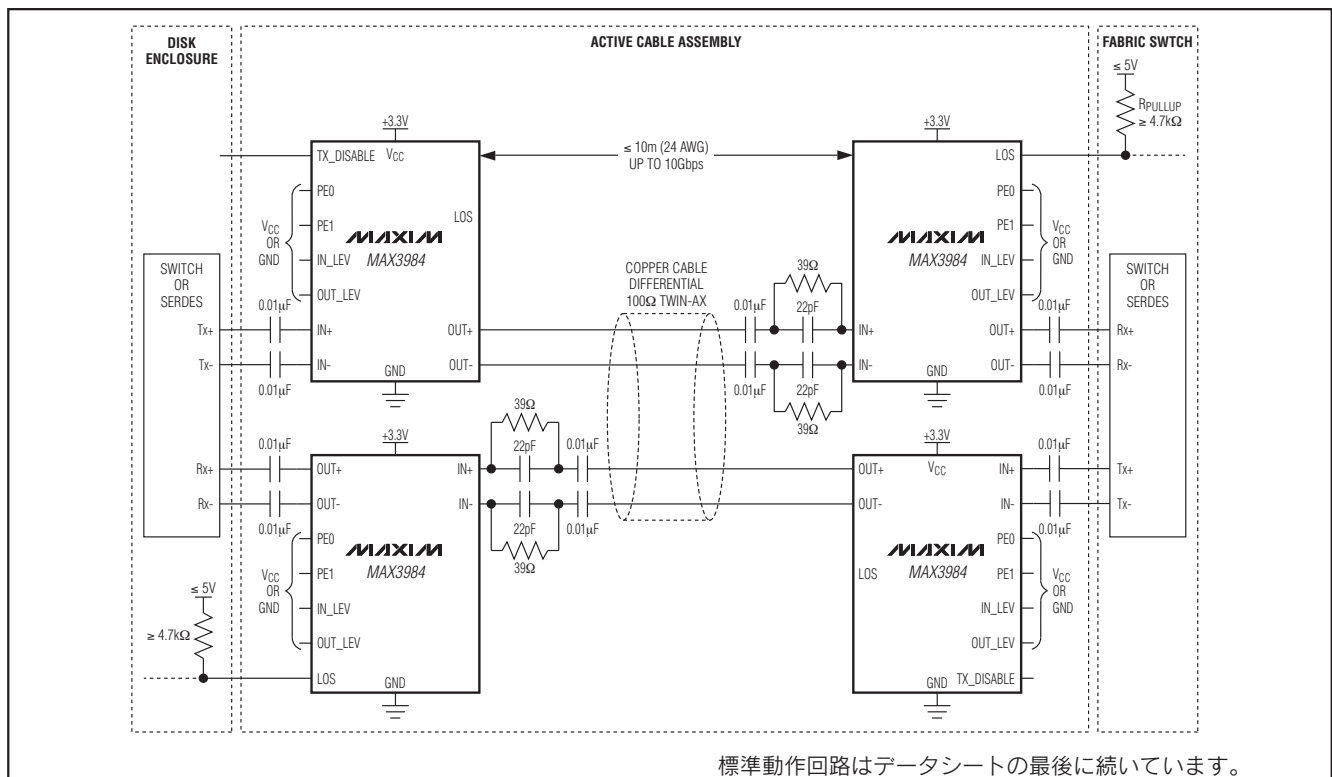 DISK
ENCLOSURE
ACTIVE CABLE ASSEMBLY
FABRIC SWTCH
≤ 5V
RPULLUP
≥ 4.7kΩ
+3.3V
TX_DISABLE VCC
PE0
PE1
IN_LEV
OUT_LEV
VCC
OR
GND
LOS
MAXIM
MAX3984
IN+
IN-
OUT+
OUT-
GND
≤ 10m (24 AWG)
UP TO 10Gbps
+3.3V
LOS
PE0
PE1
IN_LEV
OUT_LEV
VCC
OR
GND
MAXIM
MAX3984
IN+
IN-
OUT+
OUT-
GND
SWITCH
OR
SERDES
Tx+
Tx-
Rx+
Rx-
0.01µF
0.01µF
COPPER CABLE
DIFFERENTIAL
100Ω TWIN-AX
39Ω
0.01µF
22pF
0.01µF
22pF
39Ω
0.01µF
0.01µF
SWITCH
OR
SERDES
Rx+
Rx-
Tx+
Tx-
0.01µF
0.01µF
+3.3V
OUT+
OUT-
IN+
IN-
PE0
PE1
IN_LEV
OUT_LEV
VCC
OR
GND
MAXIM
MAX3984
LOS
GND
≤ 5V
≥ 4.7kΩ
39Ω
22pF
0.01µF
22pF
0.01µF
39Ω
+3.3V
VCC
OUT+
OUT-
IN+
IN-
0.01µF
0.01µF
PE0
PE1
IN_LEV
OUT_LEV
VCC
OR
GND
LOS
MAXIM
MAX3984
GND
TX_DISABLE
標準動作回路はデータシートの最後に続いています。